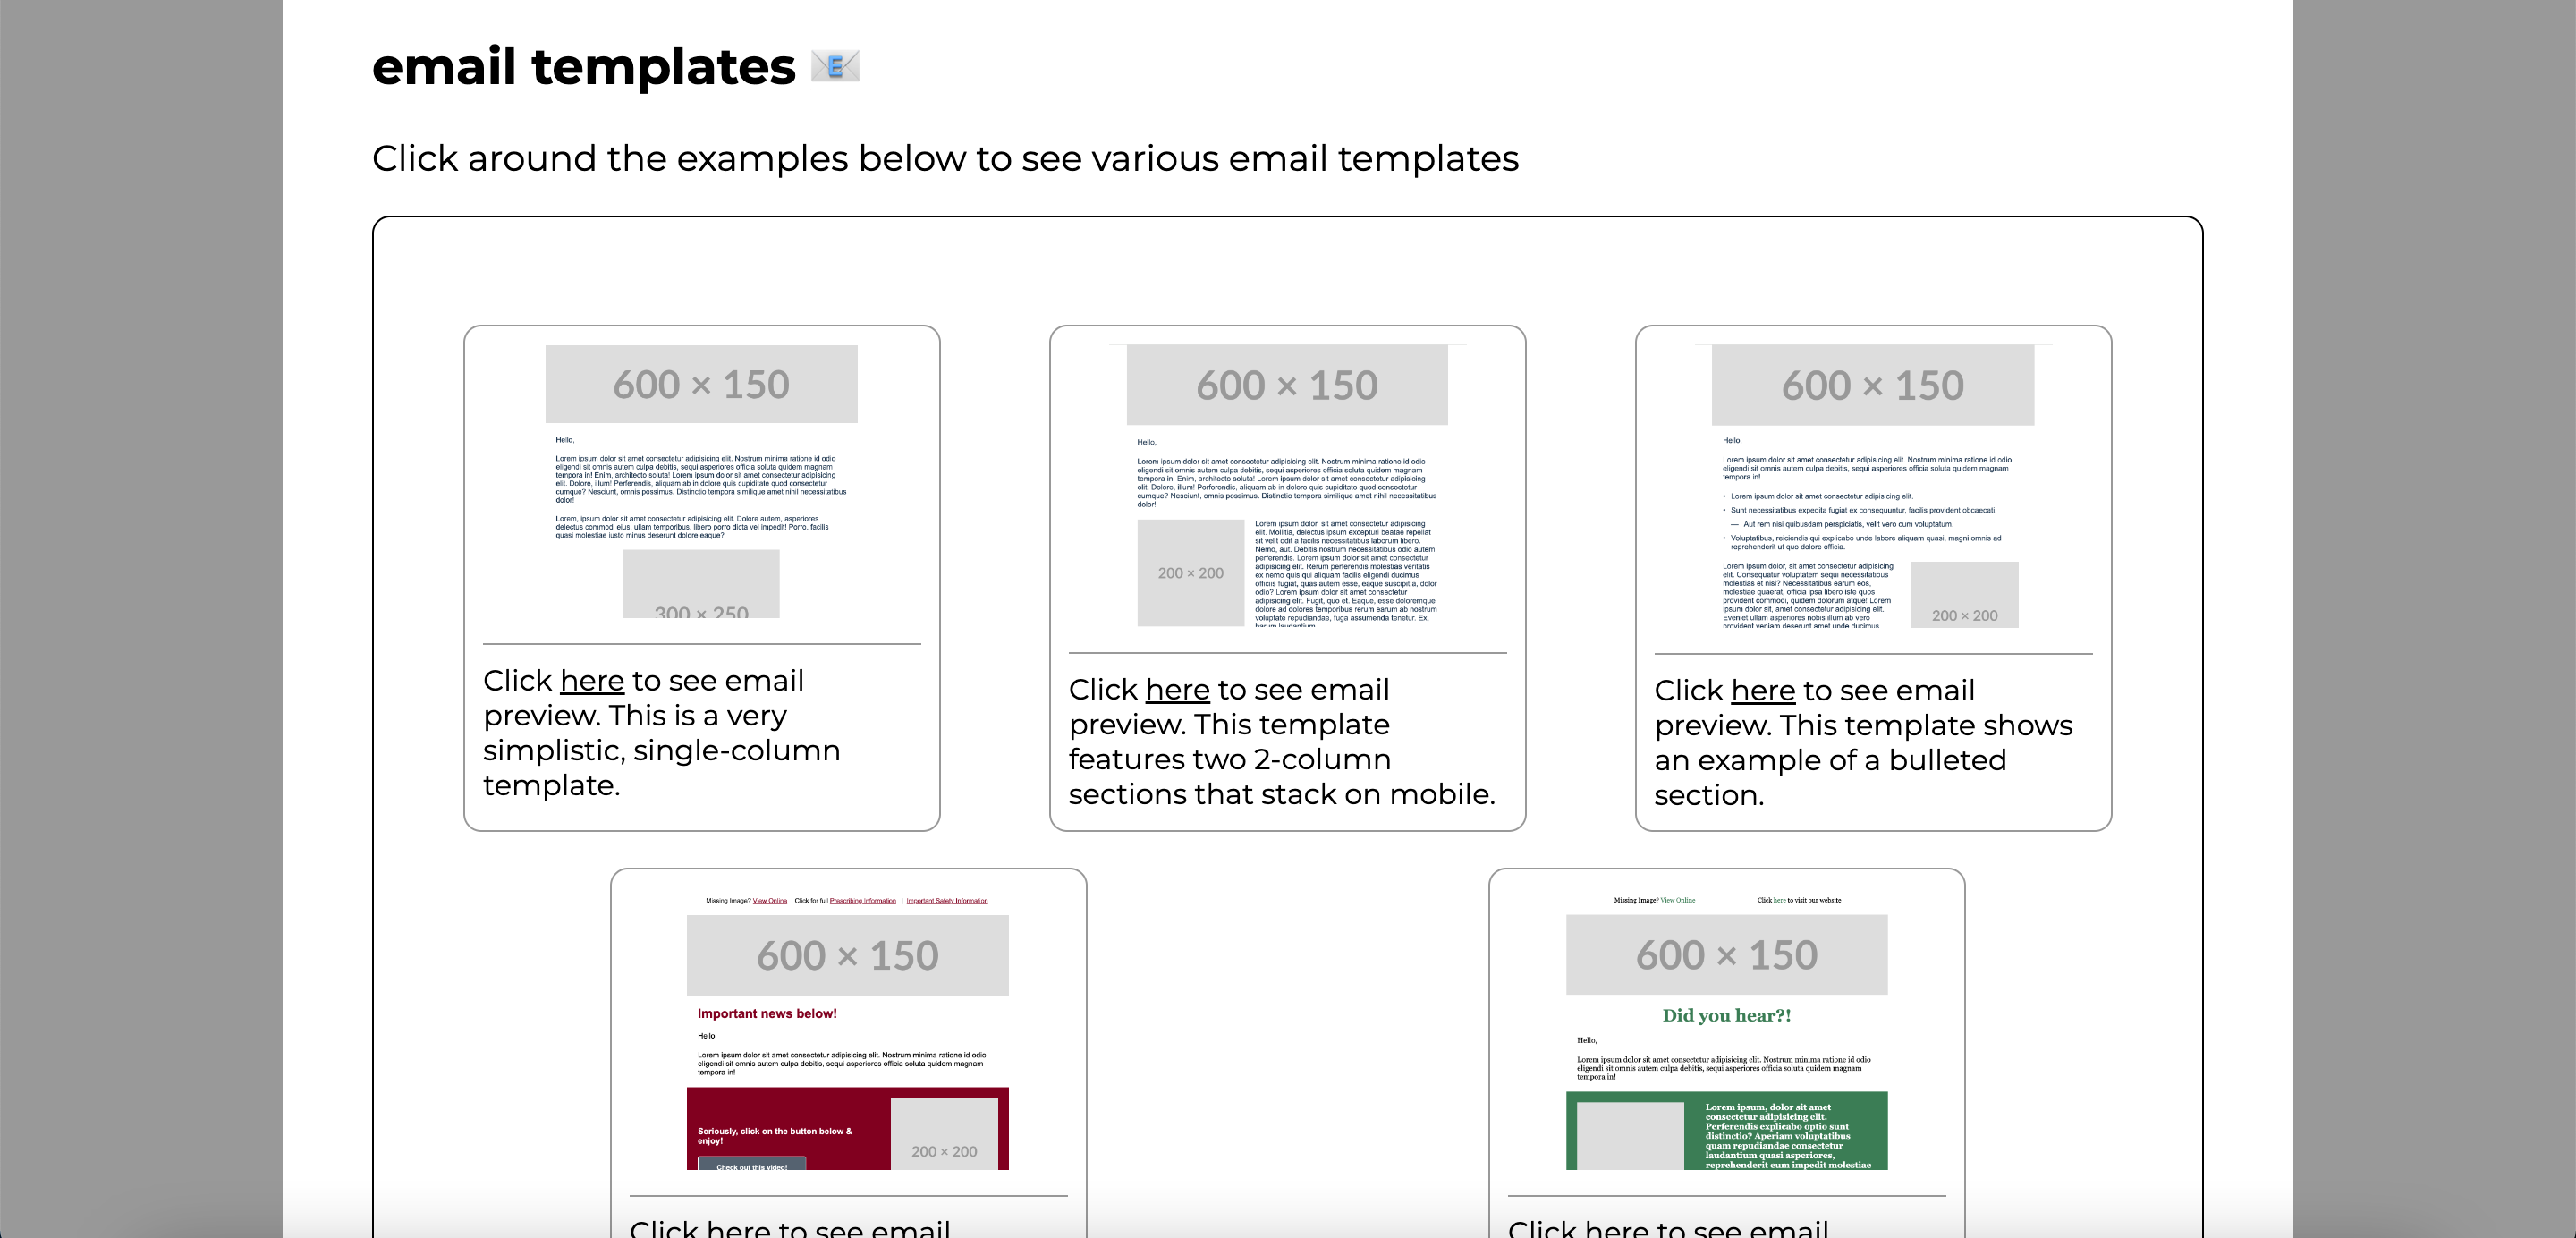 email templates
Click around the examples below to see various email templates
600 × 150
Hello,
Lorem ipsum dolor sit amet consectetur adipisicing elit. Nostrum minima ratione id odio
eligendi sit omnis autem culpa debitis, sequi asperiores officia soluta quidem magnam
tempora in! Enim, architecto soluta! Lorem ipsum dolor sit amet consectetur adipisicing
elit. Dolore, illum! Perferendis, aliquam ab in dolore quis cupiditate quod consectetur
cumque? Nesciunt, omnis possimus. Distinctio tempora similique amet nihil necessitatibus
dolor!
Lorem, ipsum dolor sit amet consectetur adipisicing elit. Dolore autem, asperiores
delectus commodi eius, ullam temporibus, libero porro dicta vel impedit! Porro, facilis
quasi molestiae iusto minus deserunt dolore eaque?
300 × 250
Click here to see email
preview. This is a very
simplistic, single-column
template.
600 × 150
Hello,
Lorem ipsum dolor sit amet consectetur adipisicing elit. Nostrum minima ratione id odio
eligendi sit omnis autem culpa debitis, sequi asperiores officia soluta quidem magnam
tempora in! Enim, architecto soluta! Lorem ipsum dolor sit amet consectetur adipisicing
elit. Dolore, illum! Perferendis, aliquam ab in dolore quis cupiditate quod consectetur
cumque? Nesciunt, omnis possimus. Distinctio tempora similique amet nihil necessitatibus
dolor!
200 × 200
Lorem ipsum dolor, sit amet consectetur adipisicing
elit. Mollitia, delectus ipsum excepturi beatae repellat
sit velit odit a facilis necessitatibus laborum libero.
Nemo, aut. Debitis nostrum necessitatibus odio autem
perferendis. Lorem ipsum dolor sit amet consectetur
adipisicing elit. Rerum perferendis molestias veritatis
ex nemo quis qui aliquam facilis eligendi ducimus
officiis fugiat, quas autem esse, eaque suscipit a, dolor
odio? Lorem ipsum dolor sit amet consectetur
adipisicing elit. Fugit, quo et. Eaque, esse doloremque
dolore ad dolores temporibus rerum earum ab nostrum
voluptate repudiandae, fuga assumenda tenetur. Ex,
harum laudantium
Click here to see email
preview. This template
features two 2-column
sections that stack on mobile.
600 × 150
Hello,
Lorem ipsum dolor sit amet consectetur adipisicing elit. Nostrum minima ratione id odio
eligendi sit omnis autem culpa debitis, sequi asperiores officia soluta quidem magnam
tempora in!
• Lorem ipsum dolor sit amet consectetur adipisicing elit.
• Sunt necessitatibus expedita fugiat ex consequuntur, facilis provident obcaecati.
— Aut rem nisi quibusdam perspiciatis, velit vero cum voluptatum.
• Voluptatibus, reiciendis qui explicabo unde labore aliquam quasi, magni omnis ad
reprehenderit ut quo dolore officia.
Lorem ipsum dolor, sit amet consectetur adipisicing
elit. Consequatur voluptatem sequi necessitatibus
molestias et nisi? Necessitatibus earum eos,
molestiae quaerat, officia ipsa libero iste quos
provident commodi, quidem dolorum atque! Lorem
ipsum dolor sit, amet consectetur adipisicing elit.
Eveniet ullam asperiores nobis illum ab vero
provident veniam deserunt amet unde ducimus
200 × 200
Click here to see email
preview. This template shows
an example of a bulleted
section.
Missing Image? View Online Click for full Prescribing Information | Important Safety Information
600 × 150
Important news below!
Hello,
Lorem ipsum dolor sit amet consectetur adipisicing elit. Nostrum minima ratione id odio
eligendi sit omnis autem culpa debitis, sequi asperiores officia soluta quidem magnam
tempora in!
Seriously, click on the button below &
enjoy!
Check out this video!
200 × 200
Click here to see email
Missing Image? View Online Click here to visit our website
600 × 150
Did you hear?!
Hello,
Lorem ipsum dolor sit amet consectetur adipisicing elit. Nostrum minima ratione id odio
eligendi sit omnis autem culpa debitis, sequi asperiores officia soluta quidem magnam
tempora in!
Lorem ipsum, dolor sit amet
consectetur adipisicing elit.
Perferendis explicabo optio sunt
distinctio? Aperiam voluptatibus
quam repudiandae consectetur
laudantium quasi asperiores,
reprehenderit eum impedit molestiae
Click here to see email